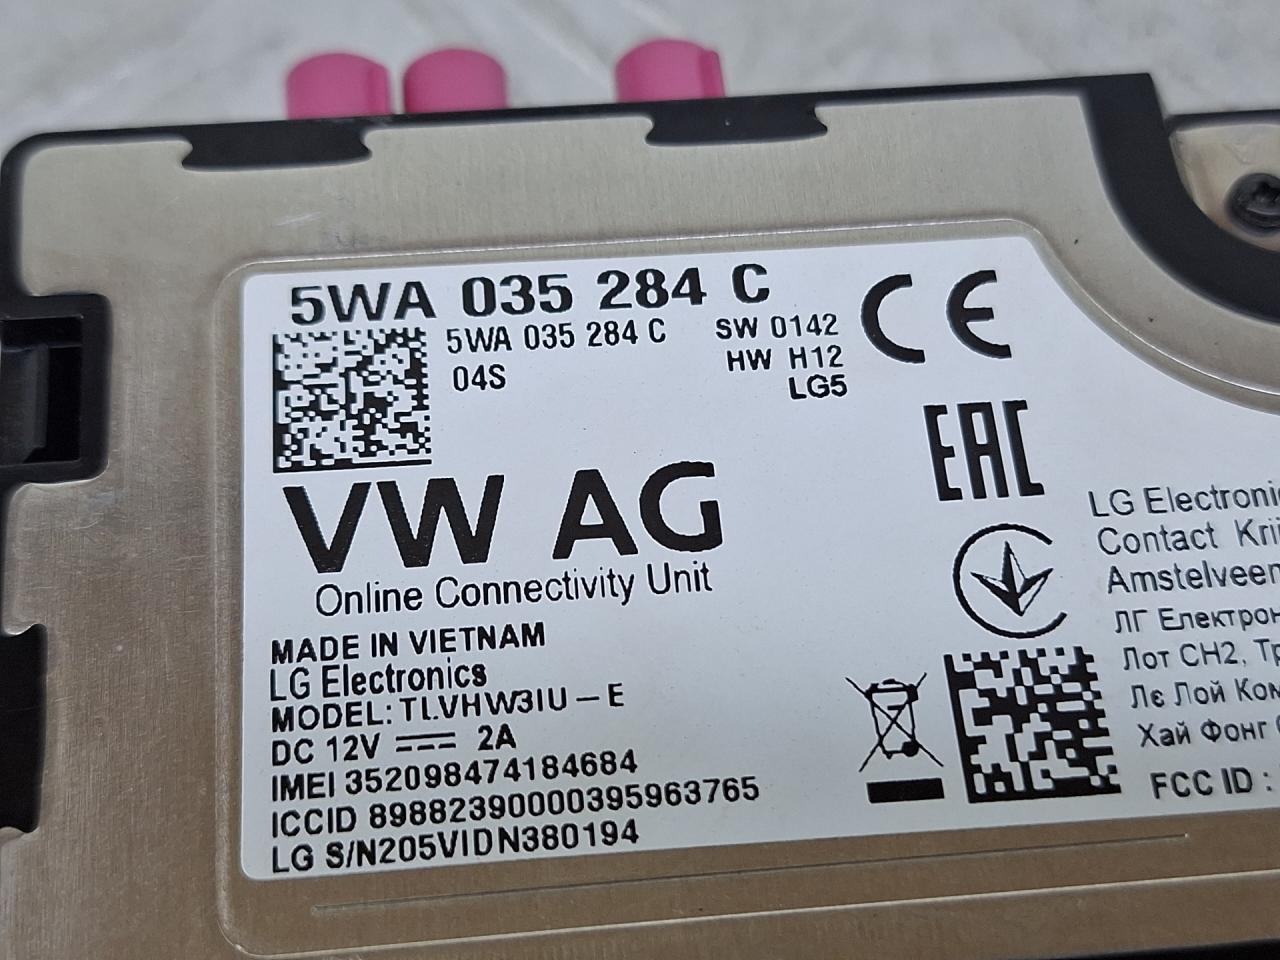 5WA 035 284 C
5WA 035 284 C SW 0142
04S HW H12
LG5
CE
EAC
VW AG
Online Connectivity Unit
MADE IN VIETNAM
LG Electronics
MODEL: TLVHW3IU-E
DC 12V 2A
IMEI 352098474184684
ICCID 89882390000395963765
LG S/N205VIDN380194
LG Electronic
Contact Kri
Amstelveen
ЛГ Електрон
Лот CH2, Тр
Лє Лой Ком
Хай Фонг
FCC ID :